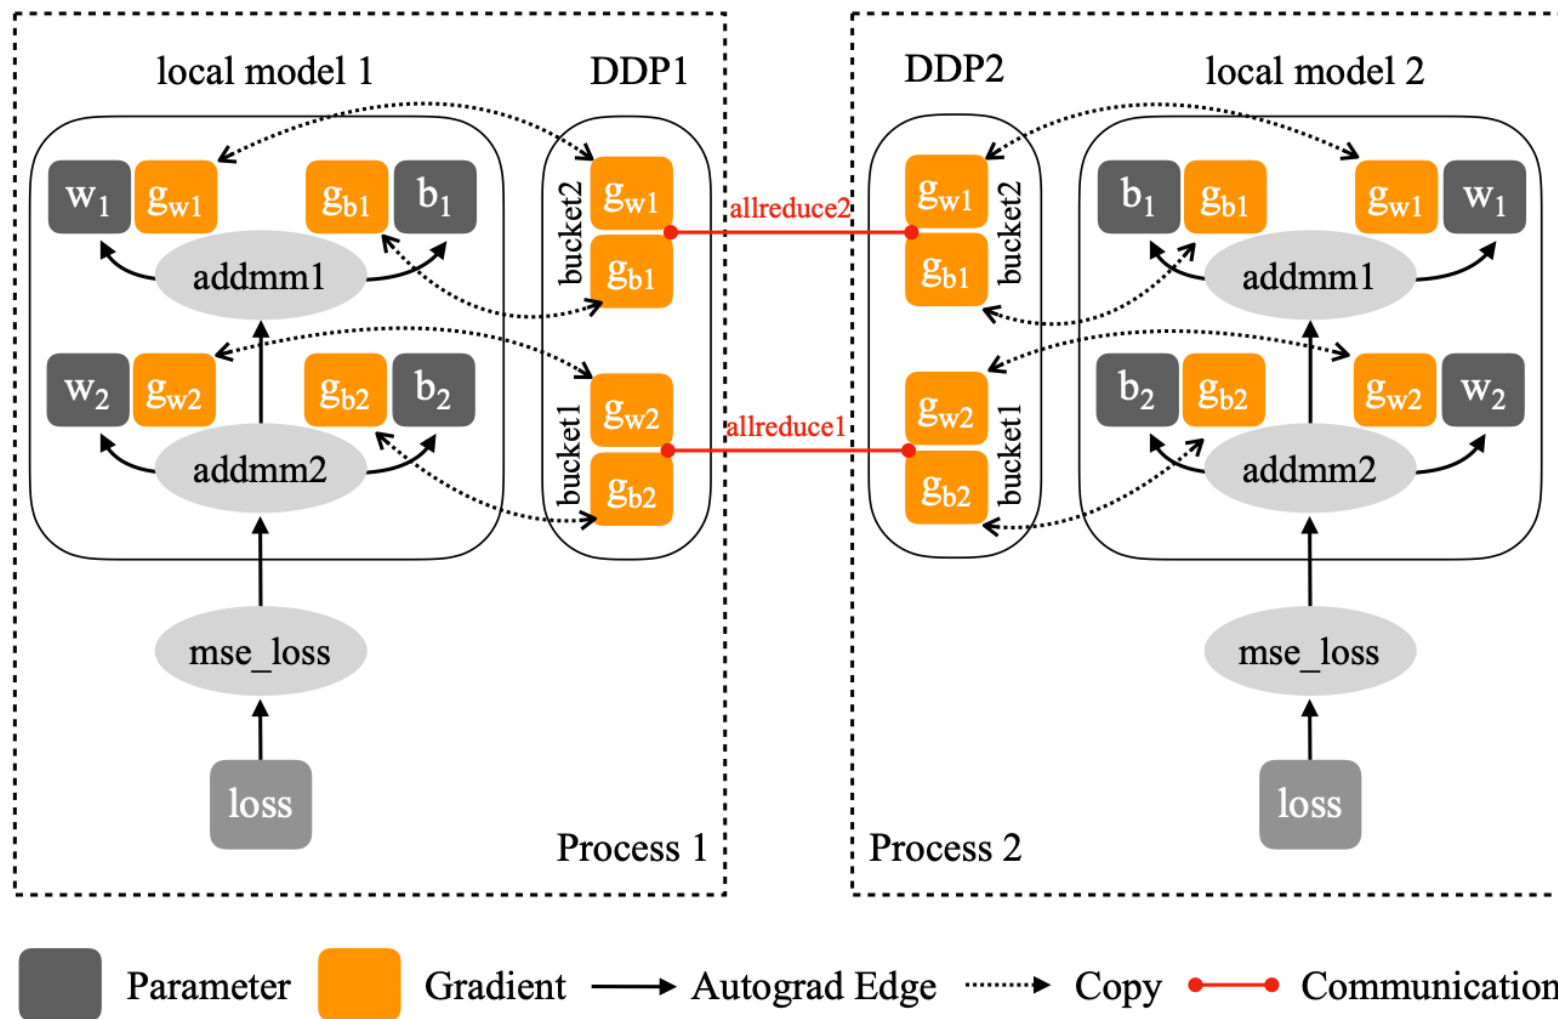 local model 1
DDP1
w1 gw1 gb1 b1
addmm1
w2 gw2 gb2 b2
addmm2
mse_loss
loss
bucket2
gw1
gb1
bucket1
gw2
gb2
Process 1
allreduce2
allreduce1
DDP2
local model 2
gw1
gb1
bucket2
gw2
gb2
bucket1
b1 gb1 gw1 w1
addmm1
b2 gb2 gw2 w2
addmm2
mse_loss
loss
Process 2
Parameter
Gradient
Autograd Edge
Copy
Communication